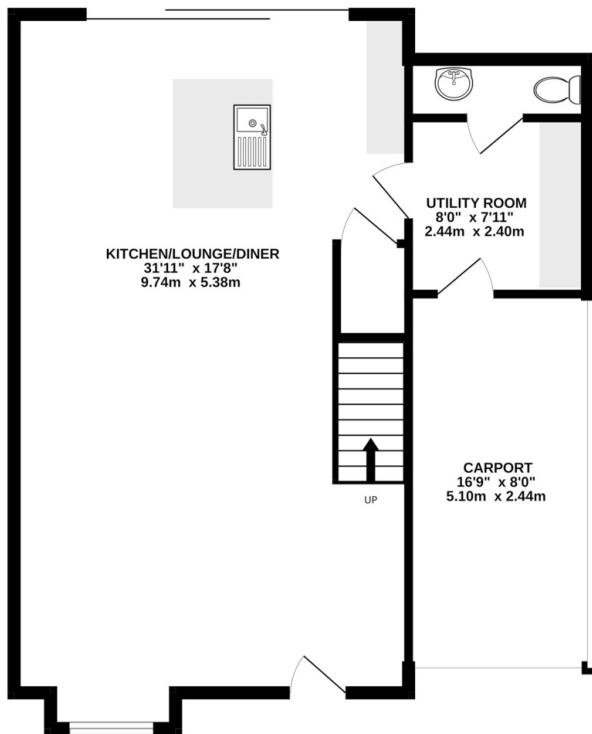 KITCHEN/LOUNGE/DINER
31'11" x 17'8"
9.74m x 5.38m
UTILITY ROOM
8'0" x 7'11"
2.44m x 2.40m
CARPORT
16'9" x 8'0"
5.10m x 2.44m
UP